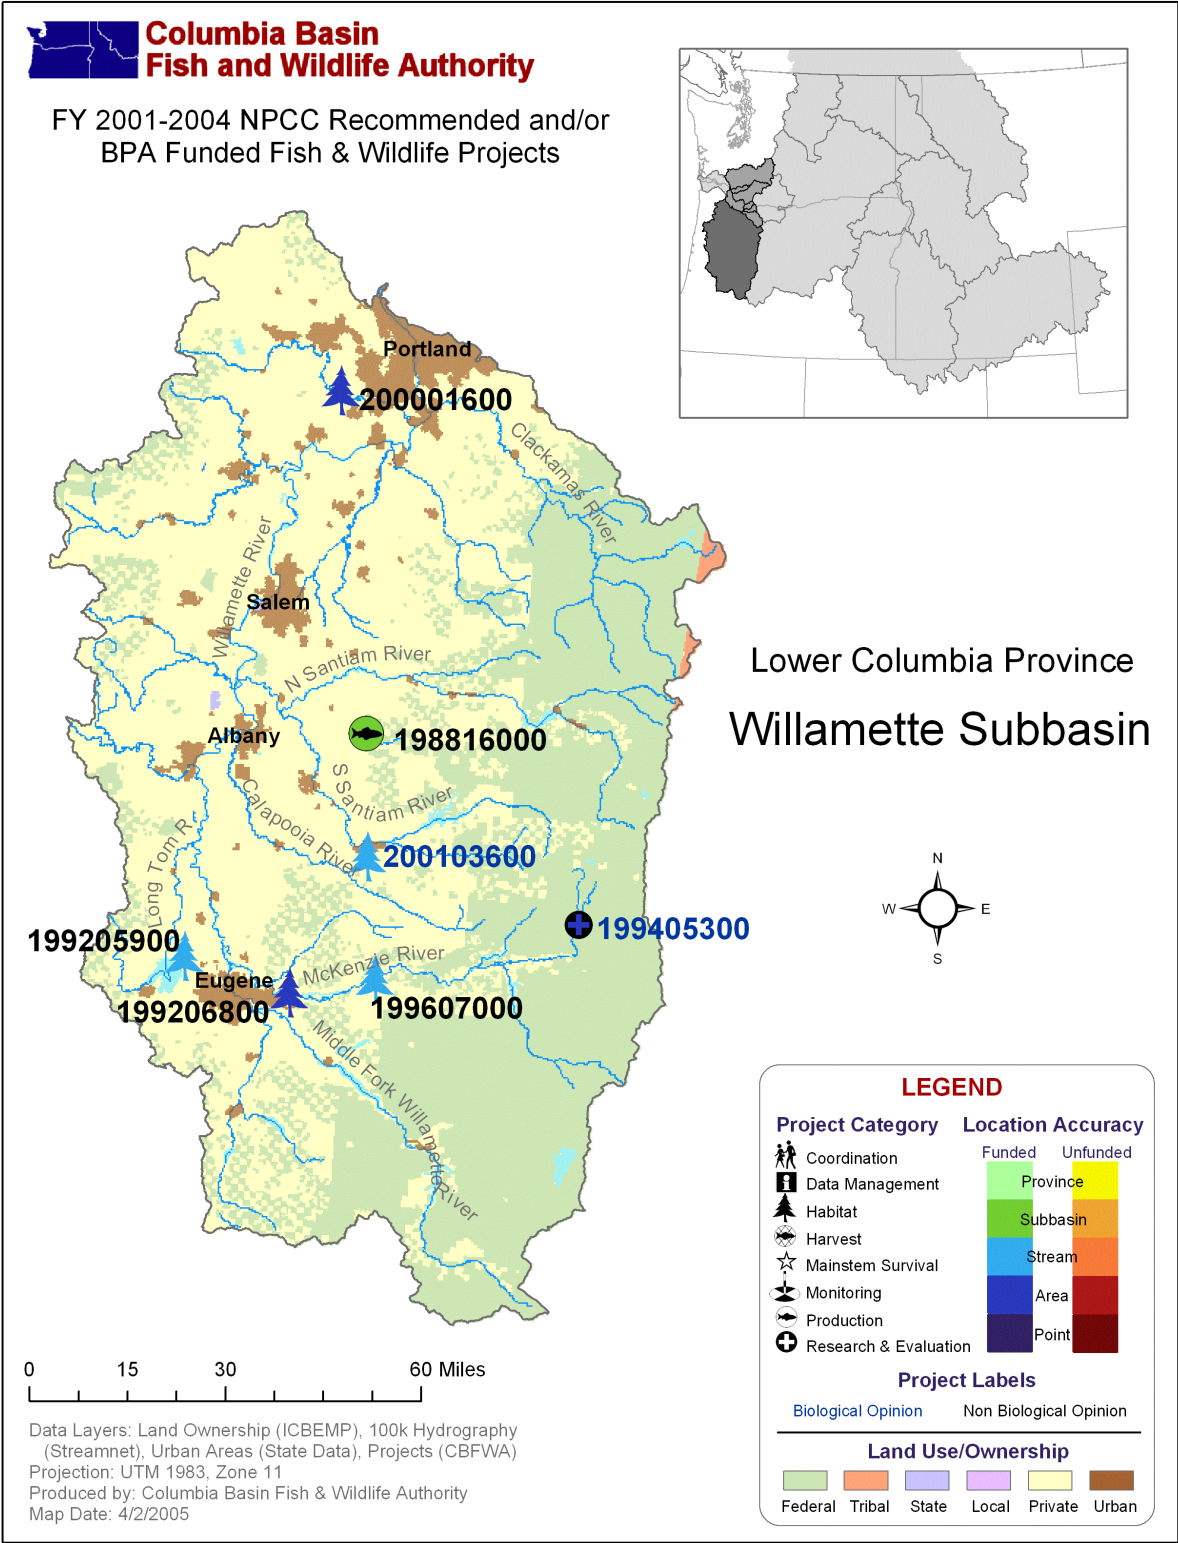 Columbia Basin
Fish and Wildlife Authority
FY 2001-2004 NPCC Recommended and/or
BPA Funded Fish & Wildlife Projects
Portland
200001600
Clackamas River
Willamette River
Salem
N Santiam River
Lower Columbia Province
Willamette Subbasin
Albany
198816000
S Santiam River
Calapooia River
Long Tom R.
200103600
N
W
E
S
199405300
199205900
McKenzie River
Eugene
199206800
199607000
Middle Fork Willamette River
LEGEND
Project Category
Location Accuracy
Funded
Unfunded
Coordination
Data Management
Habitat
Harvest
Mainstem Survival
Monitoring
Production
Research & Evaluation
Province
Subbasin
Stream
Area
Point
Project Labels
Biological Opinion
Non Biological Opinion
Land Use/Ownership
Federal
Tribal
State
Local
Private
Urban
0 15 30 60 Miles
Data Layers: Land Ownership (ICBEMP), 100k Hydrography
(Streamnet), Urban Areas (State Data), Projects (CBFWA)
Projection: UTM 1983, Zone 11
Produced by: Columbia Basin Fish & Wildlife Authority
Map Date: 4/2/2005